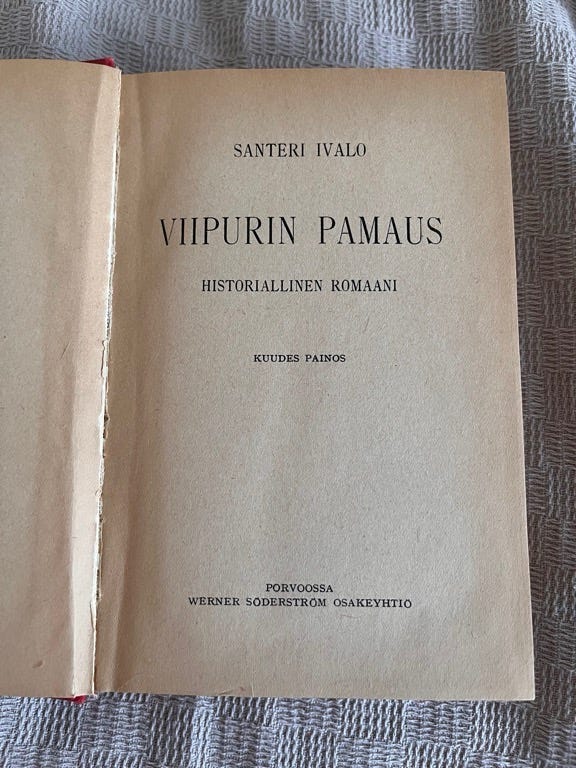 SANTERI IVALO
VIIPURIN PAMAUS
HISTORIALLINEN ROMAANI
KUUDES PAINOS
PORVOOSSA
WERNER SÖDERSTRÖM OSAKEYHTIÖ